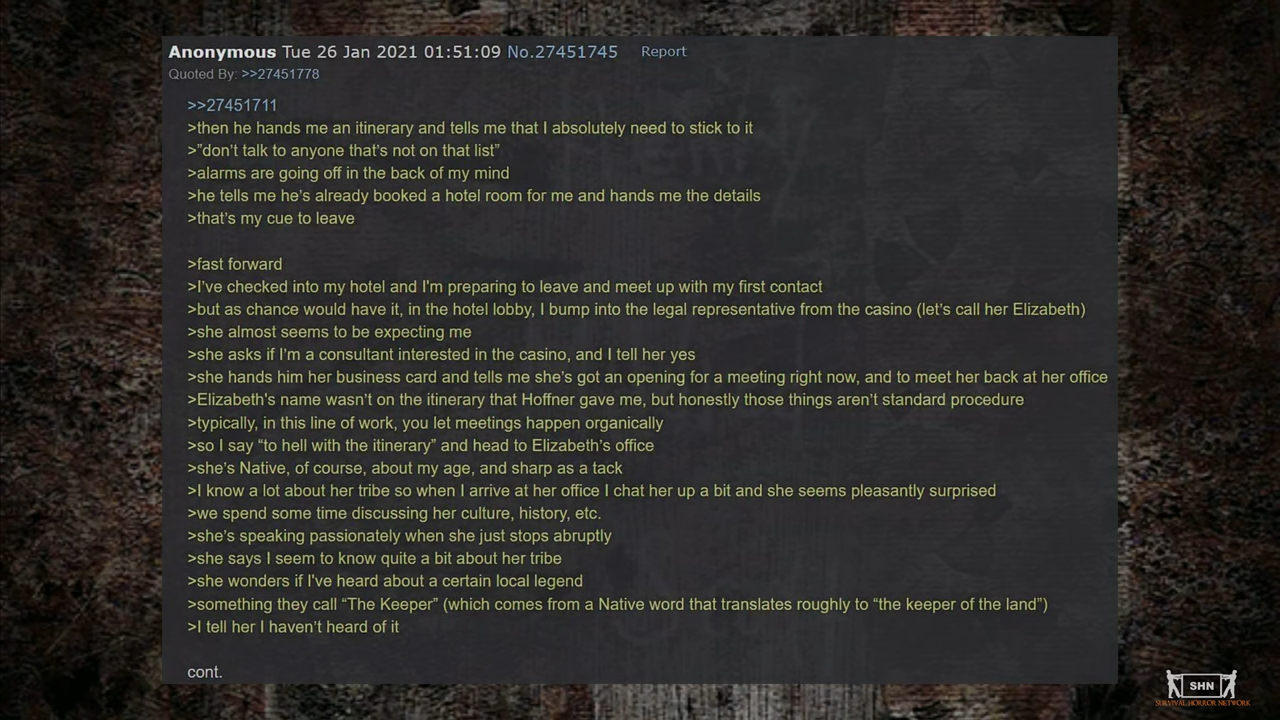 Anonymous Tue 26 Jan 2021 01:51:09 No.27451745 Report
Quoted By: >>27451778
>>27451711
>then he hands me an itinerary and tells me that I absolutely need to stick to it
>”don’t talk to anyone that’s not on that list”
>alarms are going off in the back of my mind
>he tells me he’s already booked a hotel room for me and hands me the details
>that’s my cue to leave
>fast forward
>I’ve checked into my hotel and I'm preparing to leave and meet up with my first contact
>but as chance would have it, in the hotel lobby, I bump into the legal representative from the casino (let’s call her Elizabeth)
>she almost seems to be expecting me
>she asks if I’m a consultant interested in the casino, and I tell her yes
>she hands him her business card and tells me she’s got an opening for a meeting right now, and to meet her back at her office
>Elizabeth's name wasn’t on the itinerary that Hoffner gave me, but honestly those things aren’t standard procedure
>typically, in this line of work, you let meetings happen organically
>so I say “to hell with the itinerary” and head to Elizabeth’s office
>she’s Native, of course, about my age, and sharp as a tack
>I know a lot about her tribe so when I arrive at her office I chat her up a bit and she seems pleasantly surprised
>we spend some time discussing her culture, history, etc.
>she’s speaking passionately when she just stops abruptly
>she says I seem to know quite a bit about her tribe
>she wonders if I've heard about a certain local legend
>something they call “The Keeper” (which comes from a Native word that translates roughly to “the keeper of the land”)
>I tell her I haven’t heard of it
cont.
SHN
SURVIVAL HORROR NETWORK